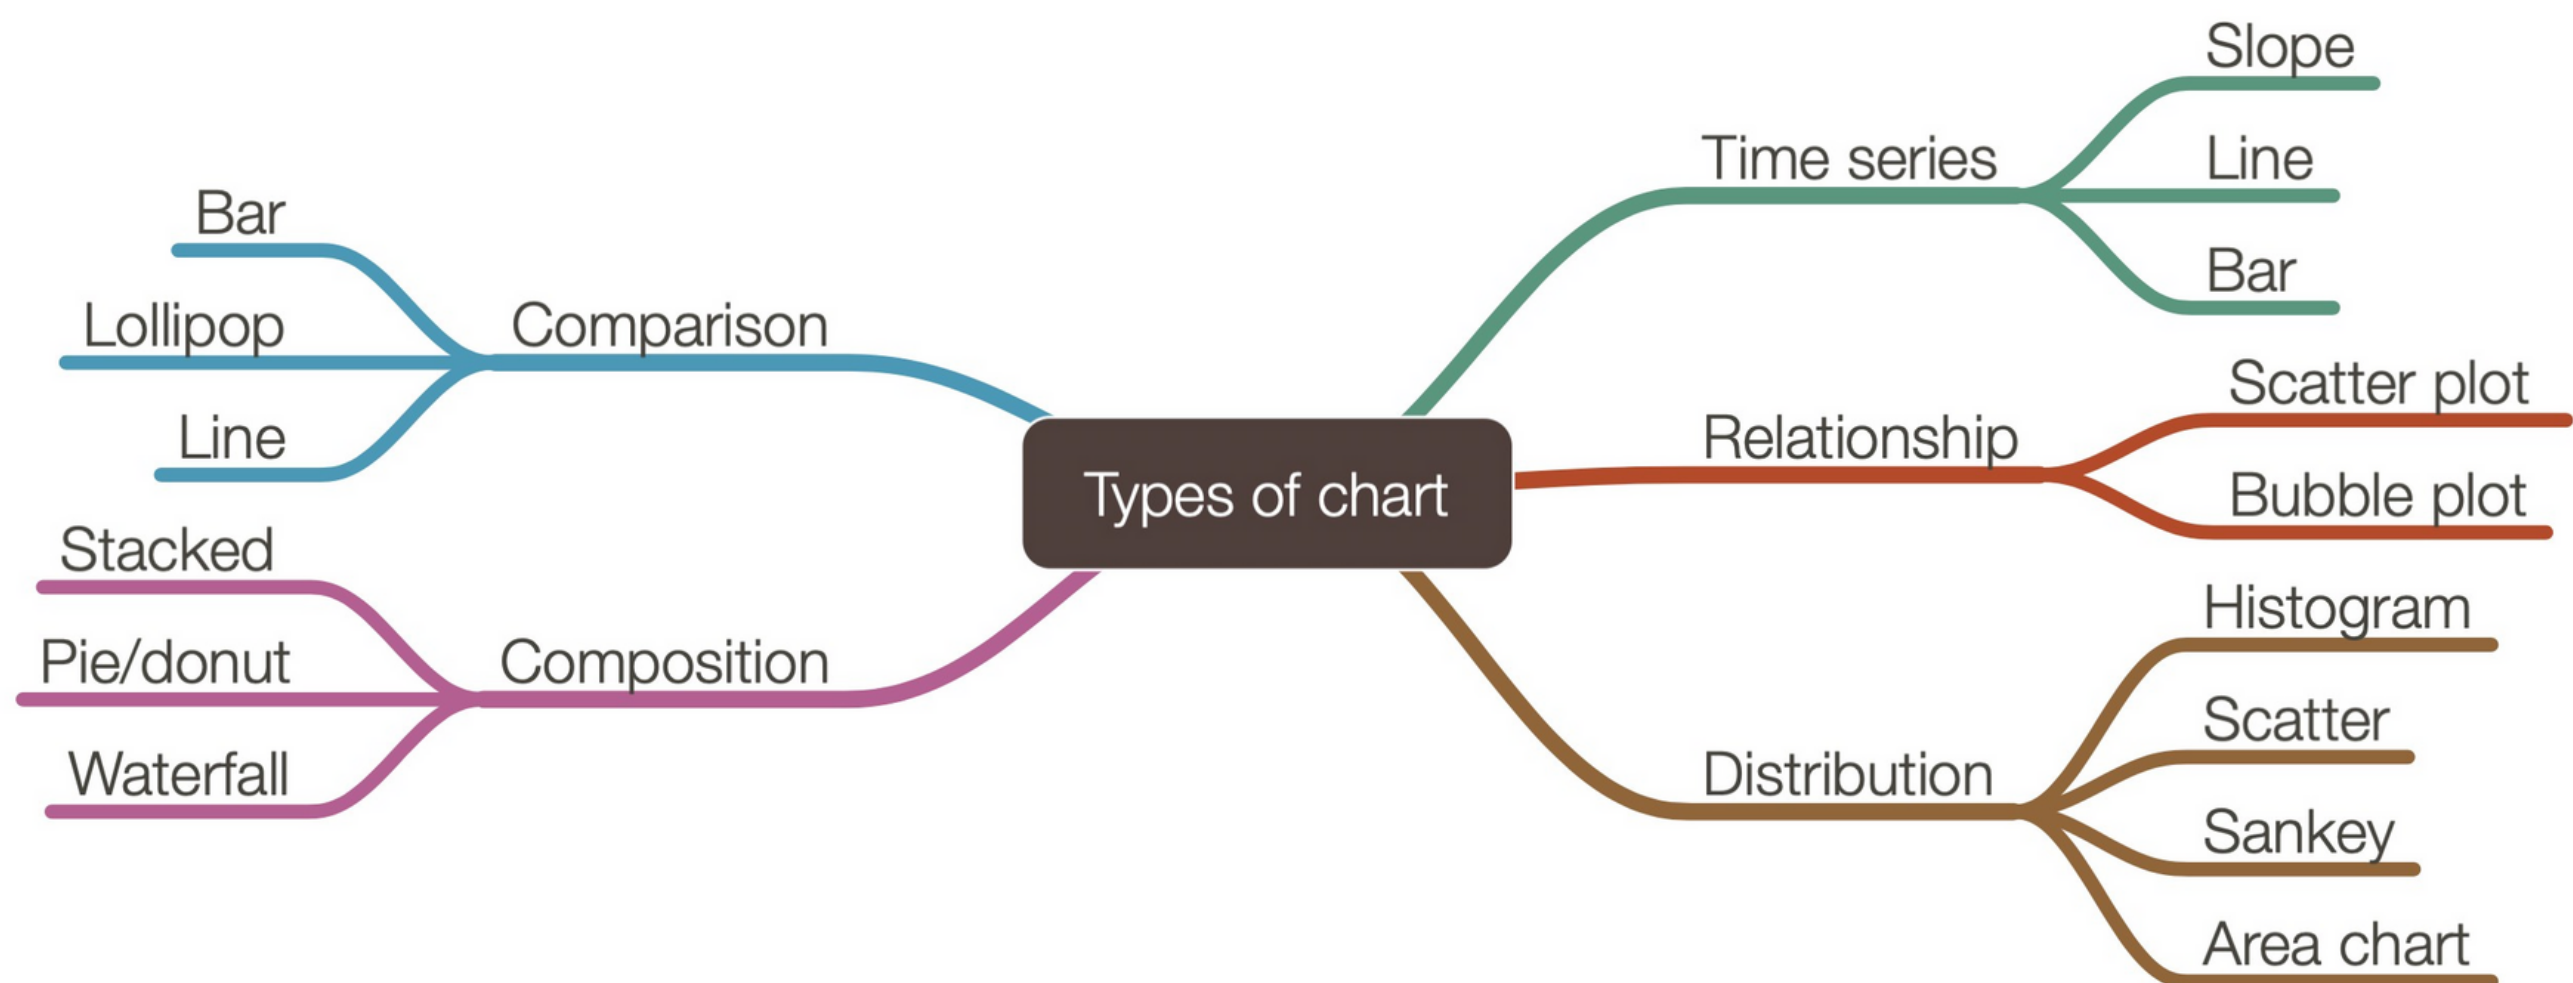 Types of chart
Comparison
Bar
Lollipop
Line
Composition
Stacked
Pie/donut
Waterfall
Time series
Slope
Line
Bar
Relationship
Scatter plot
Bubble plot
Distribution
Histogram
Scatter
Sankey
Area chart